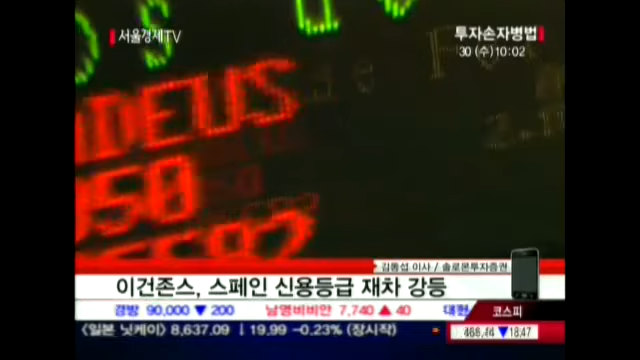 서울경제TV
투자손자병법
30 (수) 10:02
DEUS
950
김동섭 이사 / 솔로몬투자증권
이건존스, 스페인 신용등급 재차 강등
경방 90,000 ▼ 200 남영비비안 7,740 ▲ 40 대현
코스피
<일본 닛케이> 8,637.09 ↓ 19.99 -0.23% (장시작)
▼ 18.47